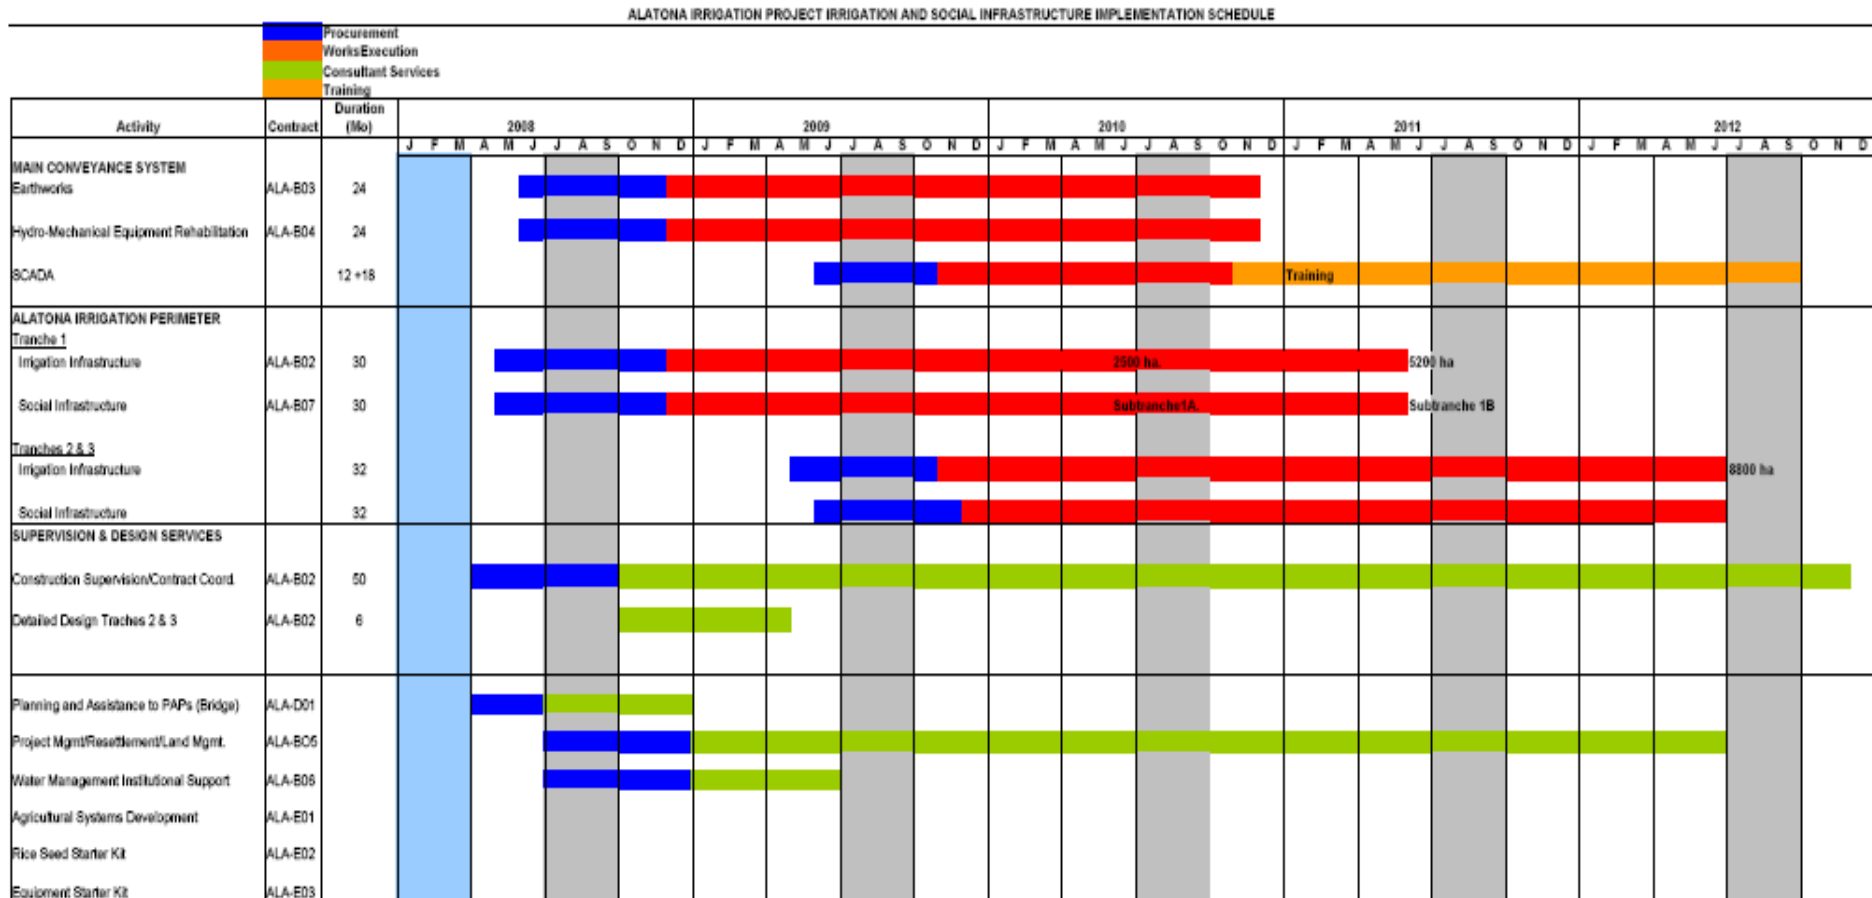 ALATONA IRRIGATION PROJECT IRRIGATION AND SOCIAL INFRASTRUCTURE IMPLEMENTATION SCHEDULE
Procurement
WorksExecution
Consultant Services
Training
Activity Contract Duration (Mo) 2008 2009 2010 2011 2012
J F M A M J J A S O N D J F M A M J J A S O N D J F M A M J J A S O N D J F M A M J J A S O N D J F M A M J J A S O N D
MAIN CONVEYANCE SYSTEM
Earthworks ALA-B03 24
Hydro-Mechanical Equipment Rehabilitation ALA-B04 24
SCADA 12 +18 Training
ALATONA IRRIGATION PERIMETER
Tranche 1
Irrigation Infrastructure ALA-B02 30 2500 ha. 5200 ha
Social Infrastructure ALA-B07 30 Subtranche1A. Subtranche 1B
Tranches 2 & 3
Irrigation Infrastructure 32 8800 ha
Social Infrastructure 32
SUPERVISION & DESIGN SERVICES
Construction Supervision/Contract Coord. ALA-B02 50
Detailed Design Traches 2 & 3 ALA-B02 6
Planning and Assistance to PAPs (Bridge) ALA-D01
Project Mgmt/Resettlement/Land Mgmt. ALA-BO5
Water Management Institutional Support ALA-B06
Agricultural Systems Development ALA-E01
Rice Seed Starter Kit ALA-E02
Equipment Starter Kit ALA-E03